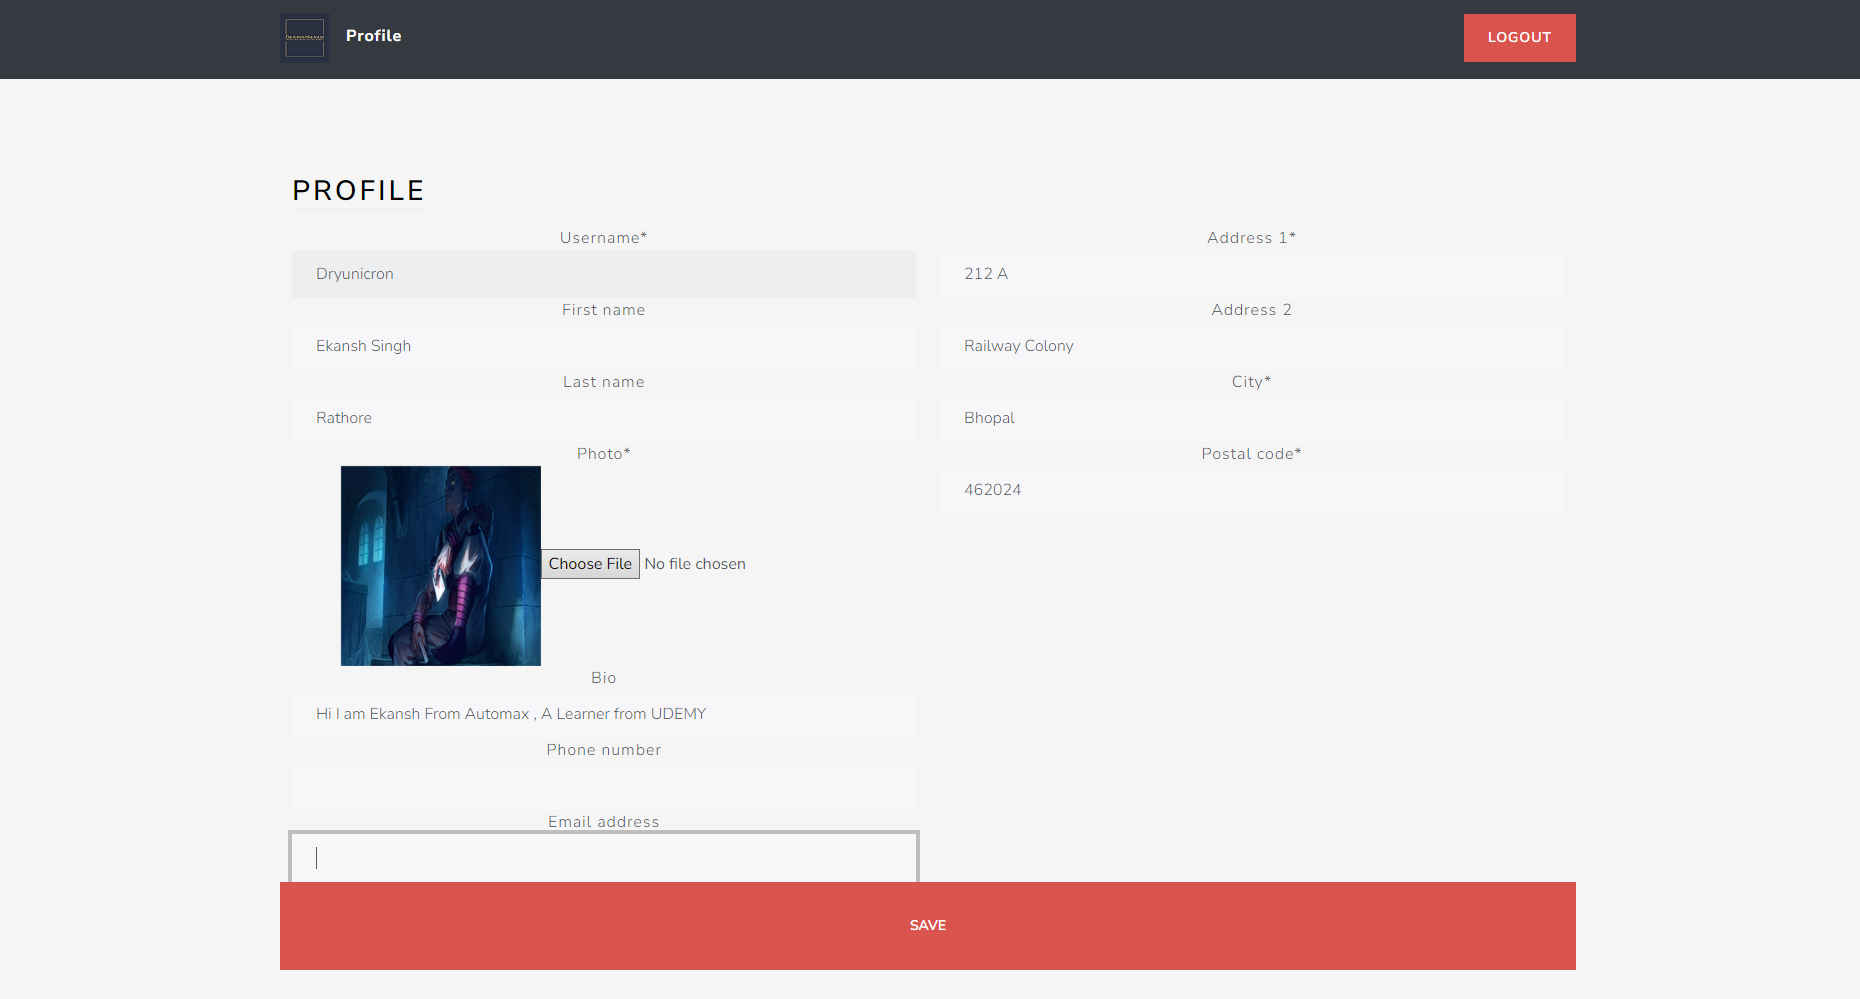 Profile
LOGOUT
PROFILE
Username*
Dryunicron
First name
Ekansh Singh
Last name
Rathore
Photo*
Choose File No file chosen
Bio
Hi I am Ekansh From Automax , A Learner from UDEMY
Phone number
Email address
Address 1*
212 A
Address 2
Railway Colony
City*
Bhopal
Postal code*
462024
SAVE